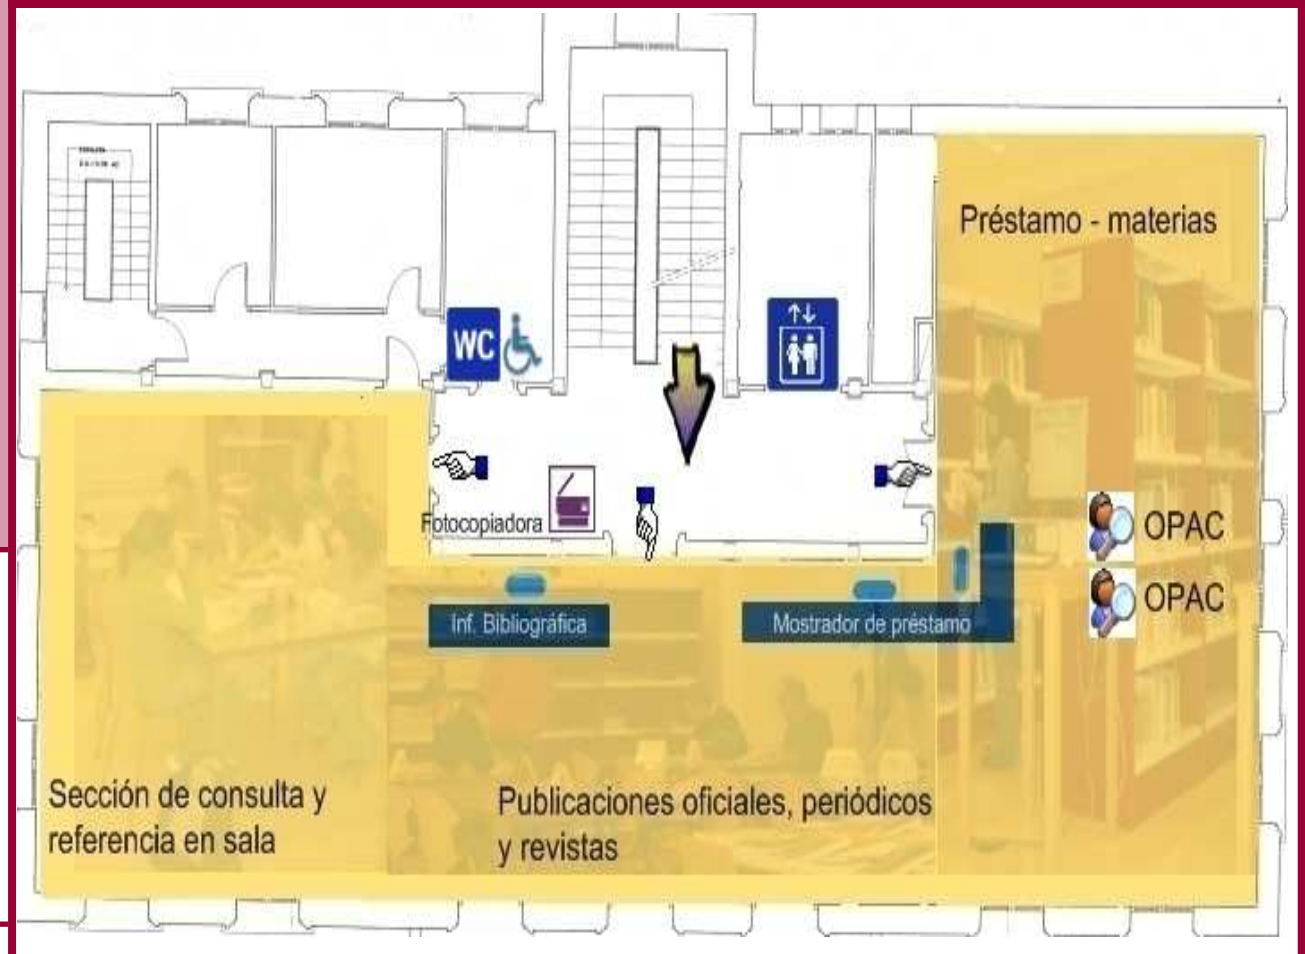 Préstamo - materias
WC
Fotocopiadora
OPAC
OPAC
Inf. Bibliográfica
Mostrador de préstamo
Sección de consulta y
referencia en sala
Publicaciones oficiales, periódicos
y revistas